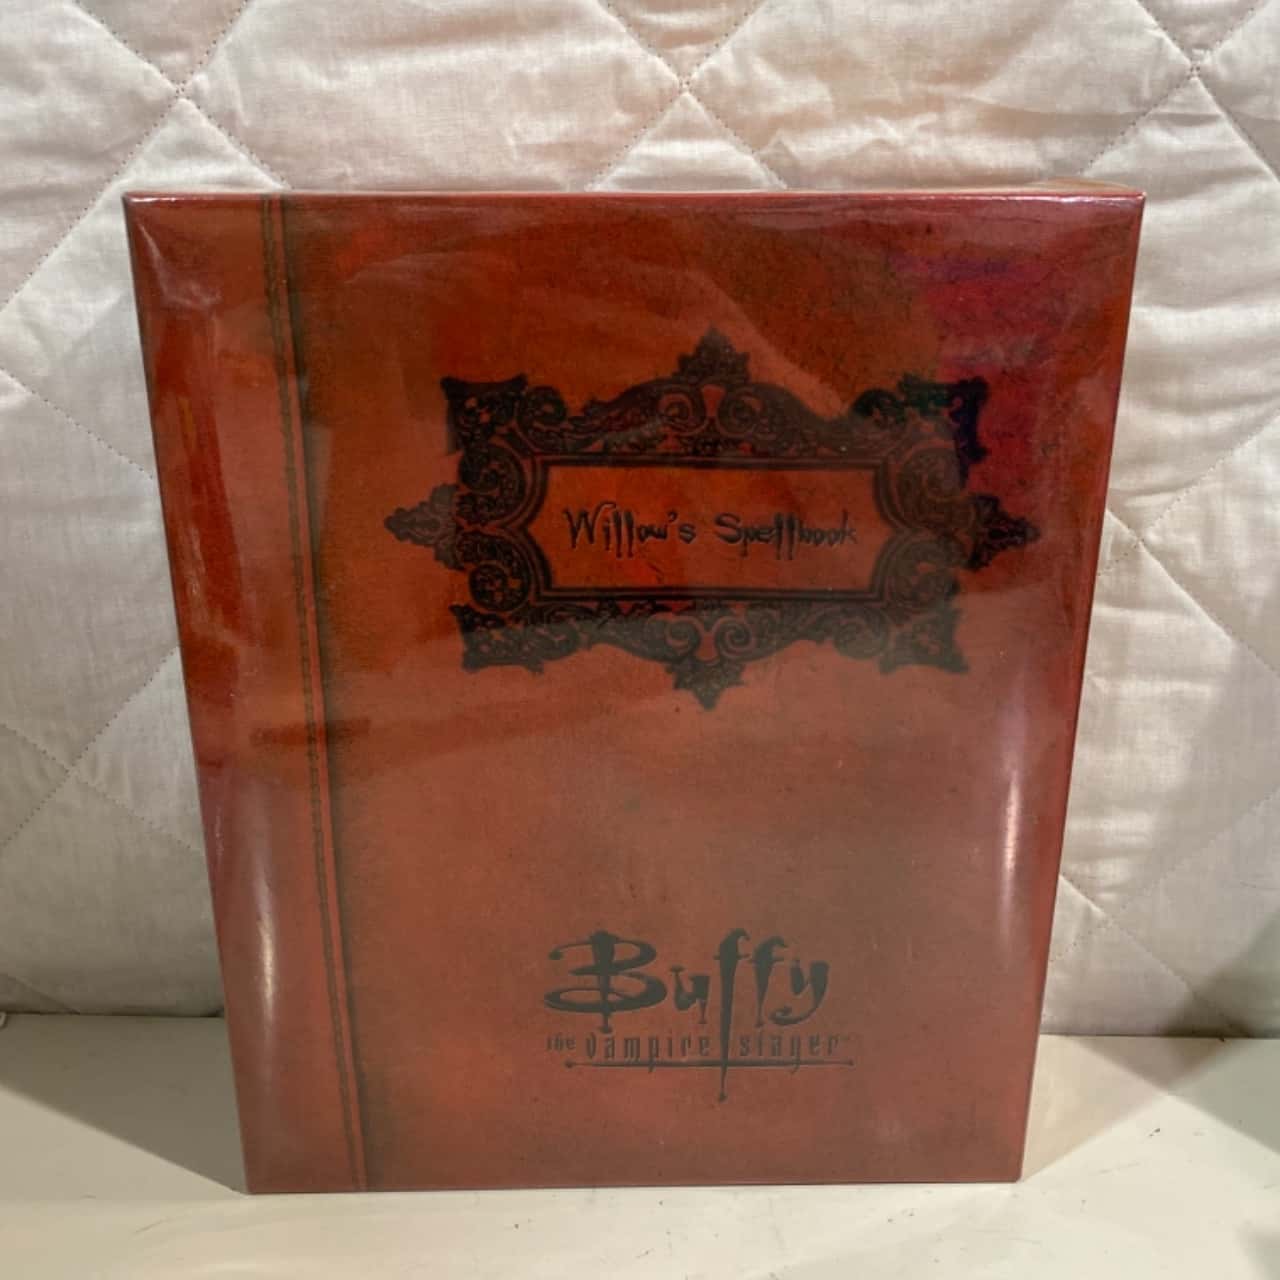 Willow's Spellbook
Buffy
the vampire slayer